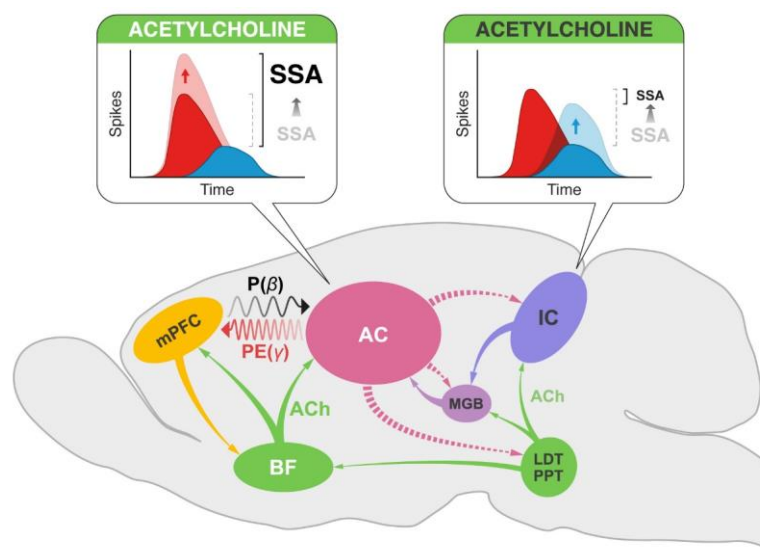 ACETYLCHOLINE
Spikes
SSA
SSA
Time
ACETYLCHOLINE
Spikes
SSA
SSA
Time
P(β)
mPFC
PE(γ)
AC
IC
MGB
ACh
ACh
BF
LDT
PPT